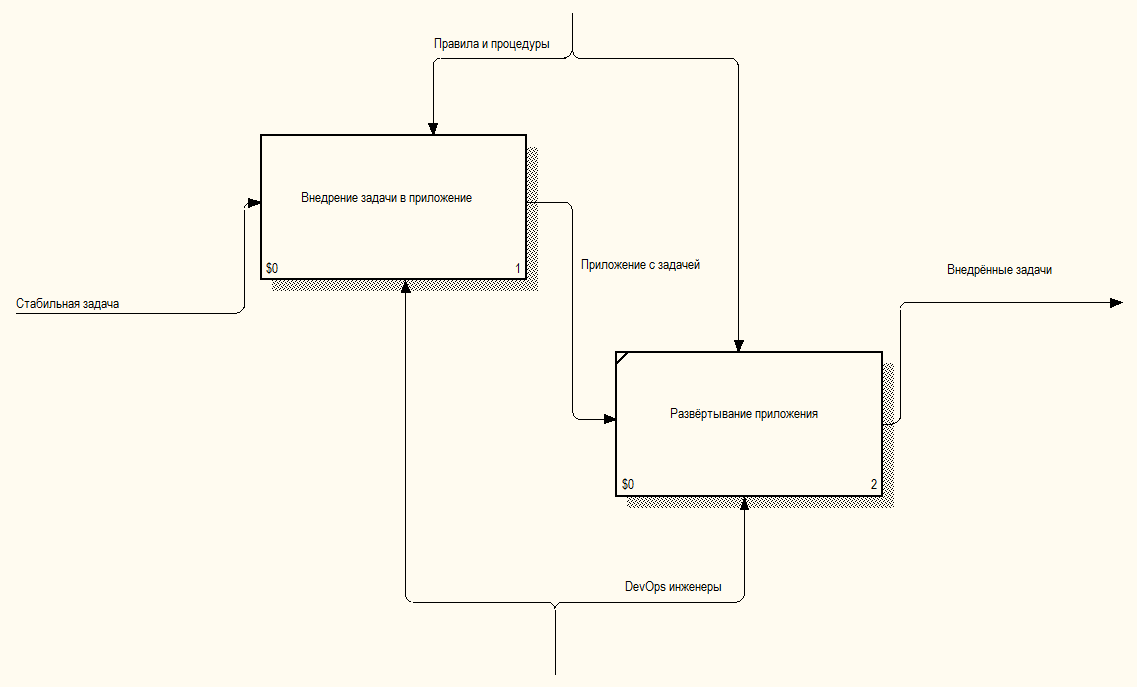 Правила и процедуры
Внедрение задачи в приложение
$0
1
Приложение с задачей
Стабильная задача
Внедрённые задачи
Развёртывание приложения
$0
2
DevOps инженеры